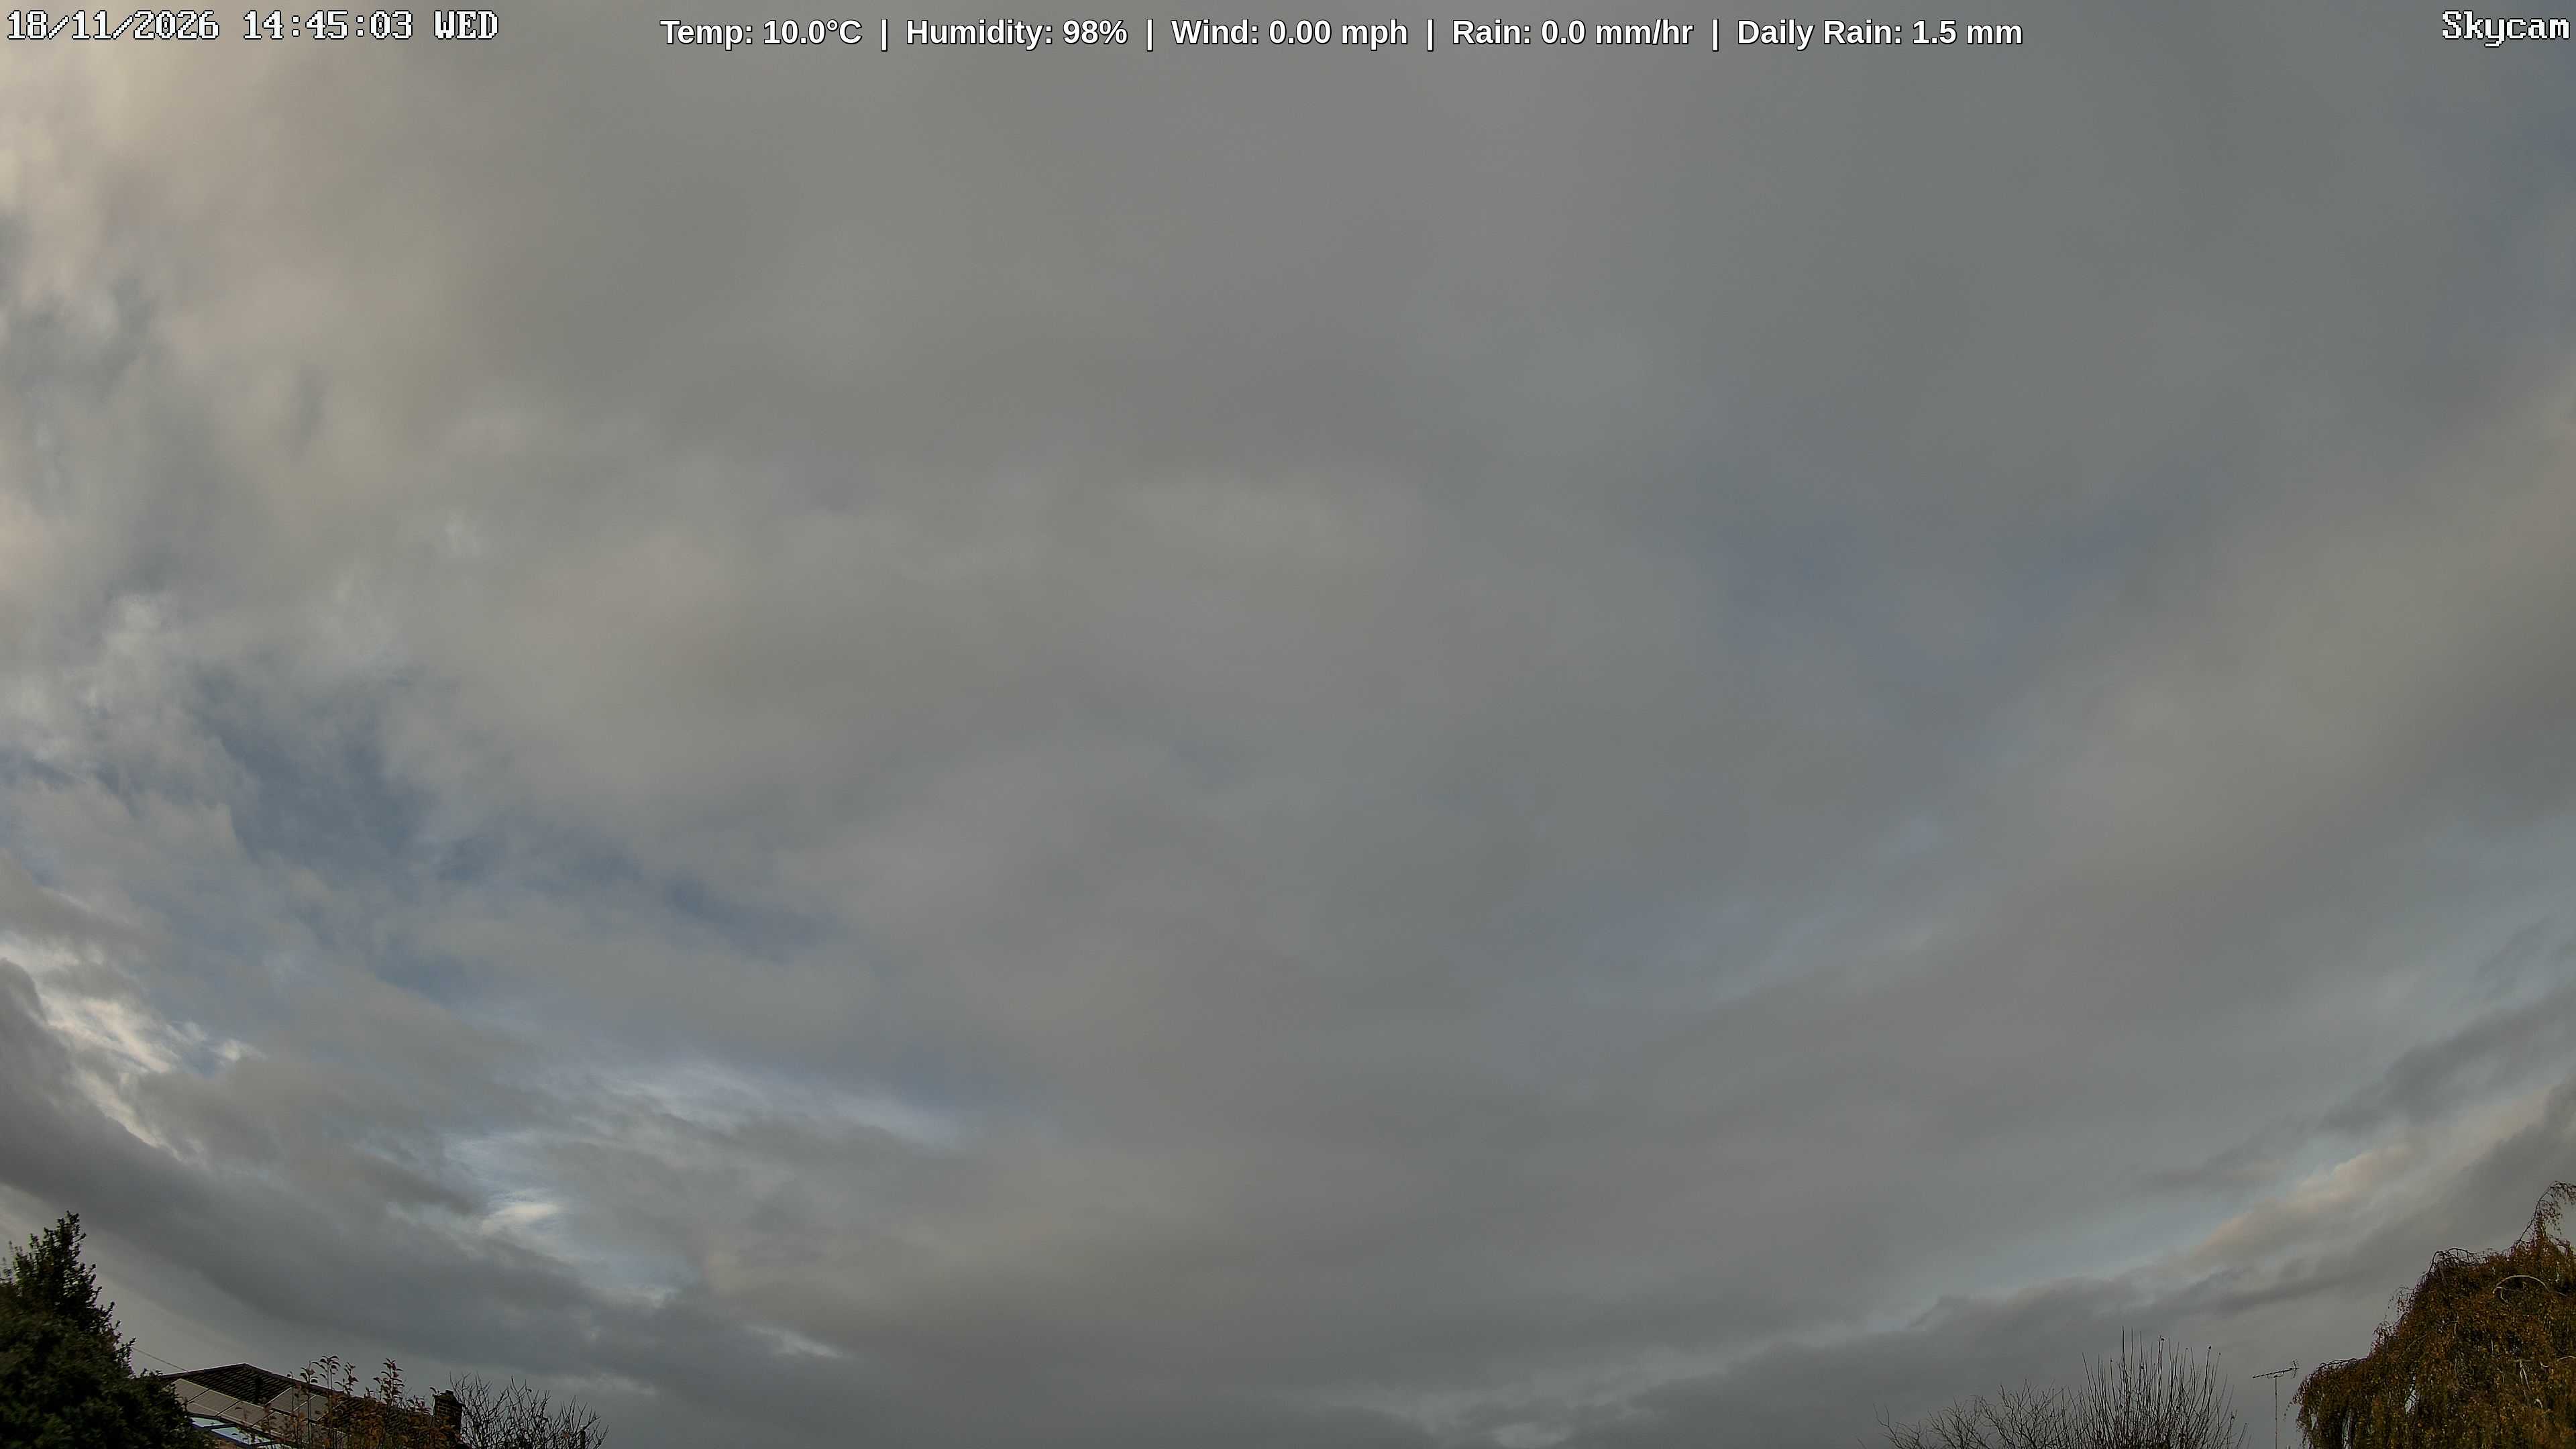 18/11/2026 14:45:03 WED
Temp: 10.0°C | Humidity: 98% | Wind: 0.00 mph | Rain: 0.0 mm/hr | Daily Rain: 1.5 mm
Skycam